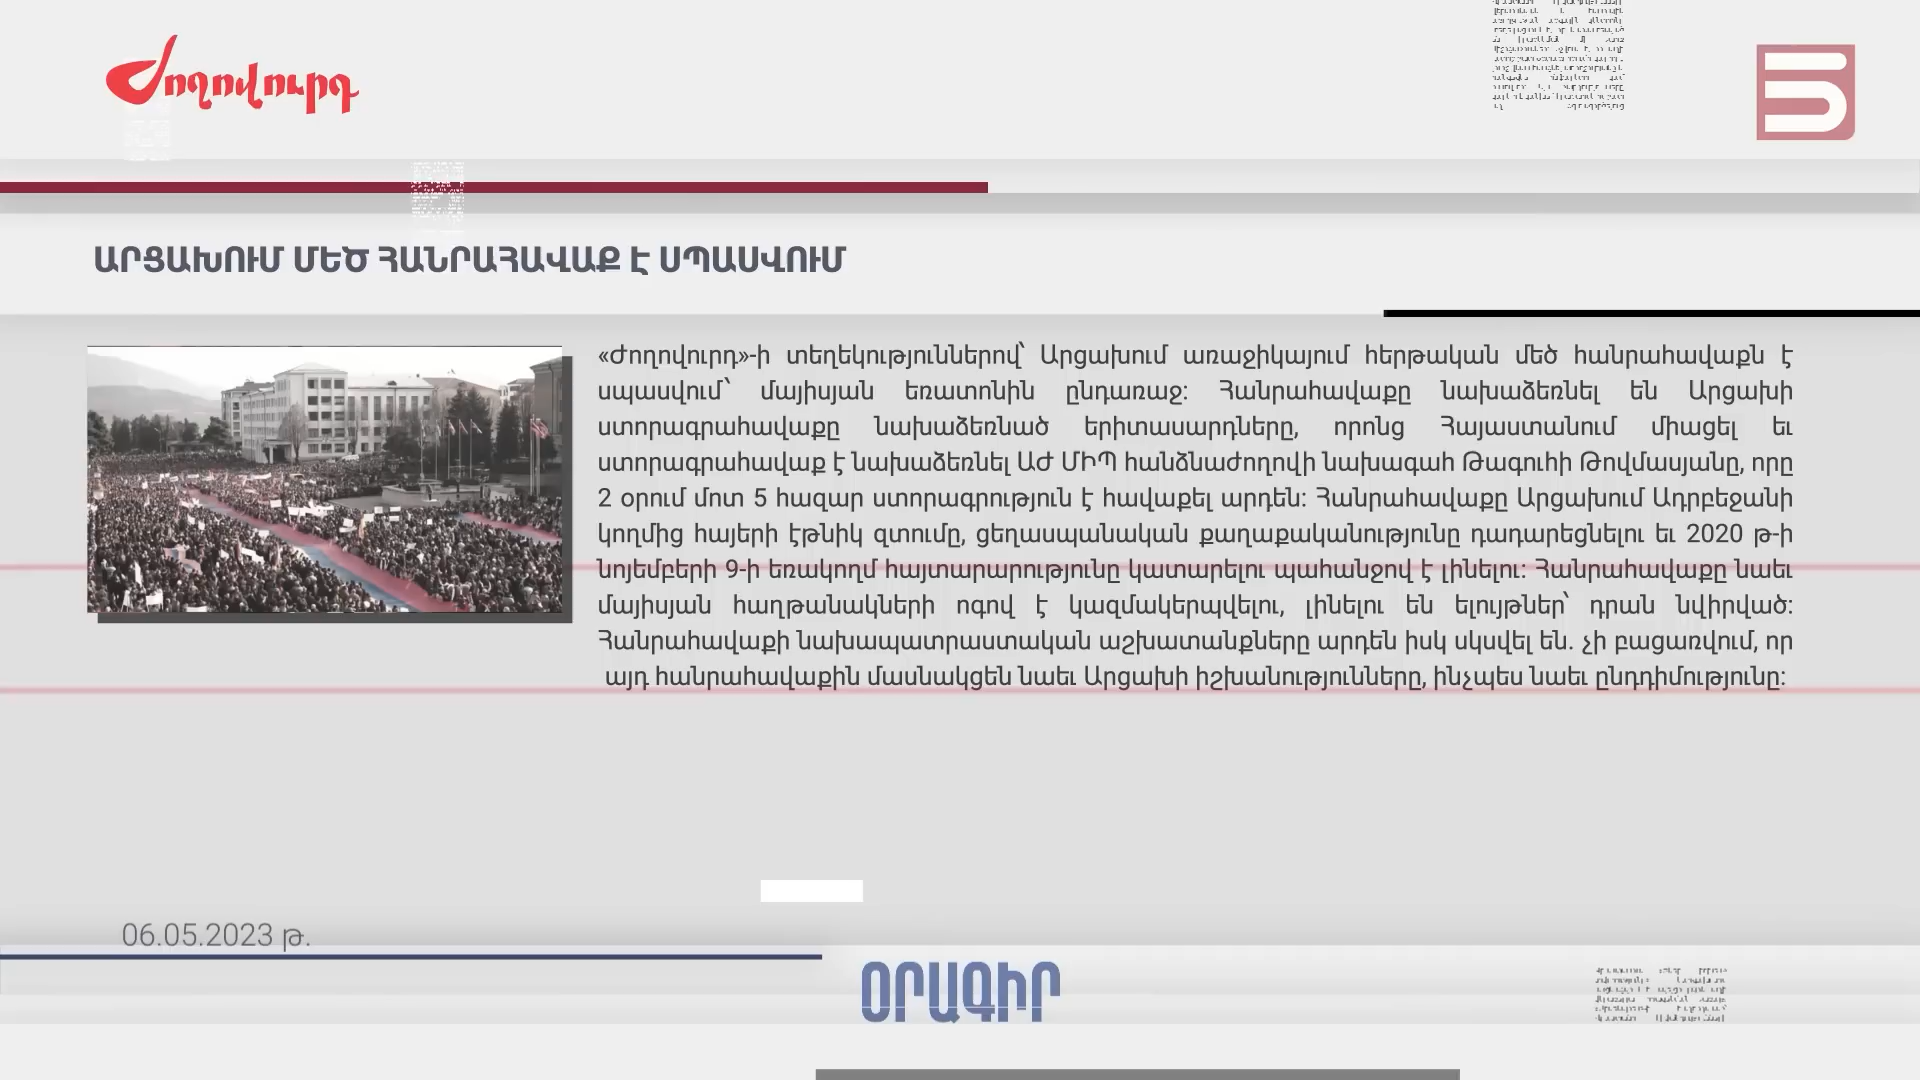 Ժողովուրդ
ԱՐՑԱԽՈՒՄ ՄԵԾ ՀԱՆՐԱՀԱՎԱՔ Է ՍՊԱՍՎՈՒՄ
«Ժողովուրդ»-ի տեղեկություններով՝ Արցախում առաջիկայում հերթական մեծ հանրահավաքն է
սպասվում՝ մայիսյան եռատոնին ընդառաջ: Հանրահավաքը նախաձեռնել են Արցախի
ստորագրահավաքը նախաձեռնած երիտասարդները, որոնց Հայաստանում միացել եւ
ստորագրահավաք է նախաձեռնել ԱԺ ՄԻՊ հանձնաժողովի նախագահ Թագուհի Թովմասյանը, որը
2 օրում մոտ 5 հազար ստորագրություն է հավաքել արդեն: Հանրահավաքը Արցախում Ադրբեջանի
կողմից հայերի էթնիկ զտումը, ցեղասպանական քաղաքականությունը դադարեցնելու եւ 2020 թ-ի
նոյեմբերի 9-ի եռակողմ հայտարարությունը կատարելու պահանջով է լինելու: Հանրահավաքը նաեւ
մայիսյան հաղթանակների ոգով է կազմակերպվելու, լինելու են ելույթներ՝ դրան նվիրված:
Հանրահավաքի նախապատրաստական աշխատանքները արդեն իսկ սկսվել են. չի բացառվում, որ
այդ հանրահավաքին մասնակցեն նաեւ Արցախի իշխանությունները, ինչպես նաեւ ընդդիմությունը:
06.05.2023 թ.
ՕՐԱԳԻՐ